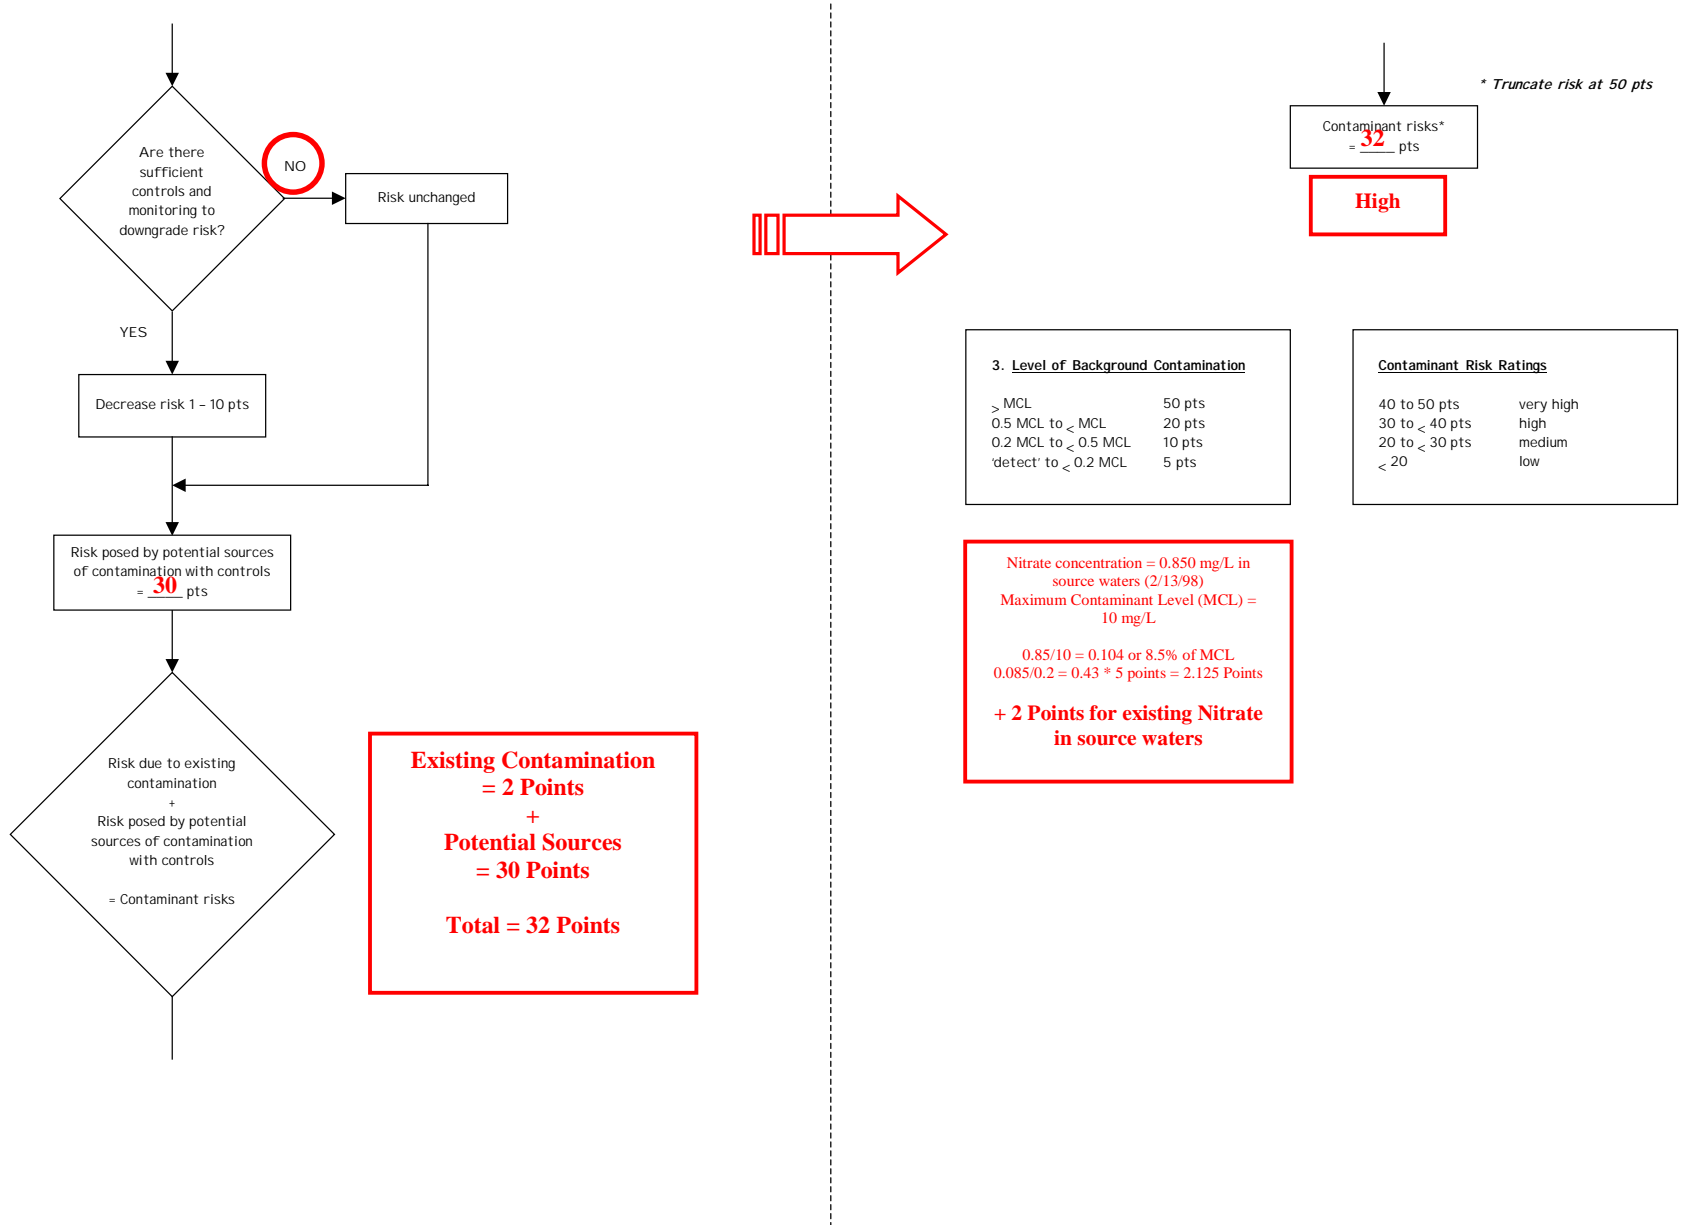 Are there
sufficient
controls and
monitoring to
downgrade risk?
NO
Risk unchanged
YES
Decrease risk 1 – 10 pts
Risk posed by potential sources
of contamination with controls
= 30 pts
Risk due to existing
contamination
+
Risk posed by potential
sources of contamination
with controls
= Contaminant risks
Existing Contamination
= 2 Points
+
Potential Sources
= 30 Points
Total = 32 Points
* Truncate risk at 50 pts
Contaminant risks*
= 32 pts
High
3. Level of Background Contamination
> MCL 50 pts
0.5 MCL to < MCL 20 pts
0.2 MCL to < 0.5 MCL 10 pts
'detect' to < 0.2 MCL 5 pts
Contaminant Risk Ratings
40 to 50 pts very high
30 to < 40 pts high
20 to < 30 pts medium
< 20 low
Nitrate concentration = 0.850 mg/L in
source waters (2/13/98)
Maximum Contaminant Level (MCL) =
10 mg/L
0.85/10 = 0.104 or 8.5% of MCL
0.085/0.2 = 0.43 * 5 points = 2.125 Points
+ 2 Points for existing Nitrate
in source waters